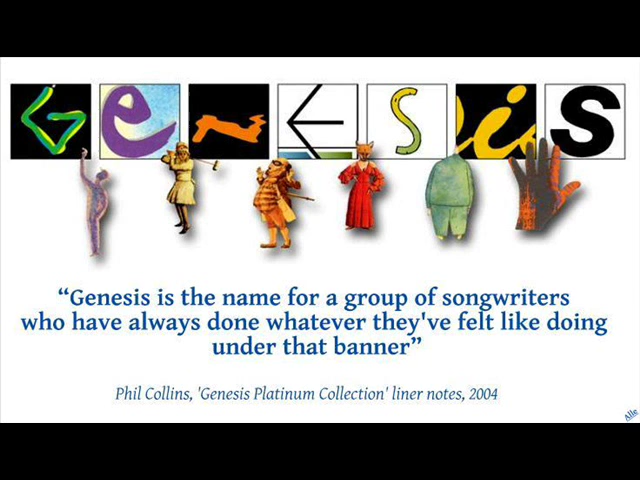 Genesis
“Genesis is the name for a group of songwriters
who have always done whatever they've felt like doing
under that banner”
Phil Collins, 'Genesis Platinum Collection' liner notes, 2004
Alle